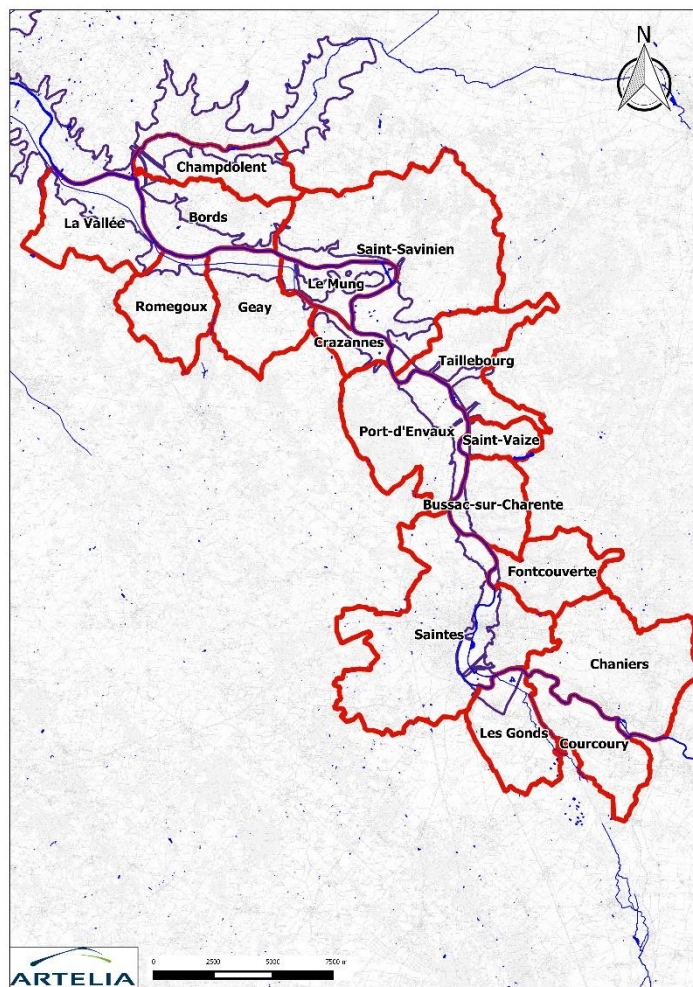 N
Champdolent
La Vallée
Bords
Saint-Savinien
Le Mung
Romegoux
Geay
Crazannes
Taillebourg
Port-d'Envaux
Saint-Vaize
Bussac-sur-Charente
Fontcouverte
Saintes
Chaniers
Les Gonds
Courcoury
ARTELIA
0 2500 5000 7500 m